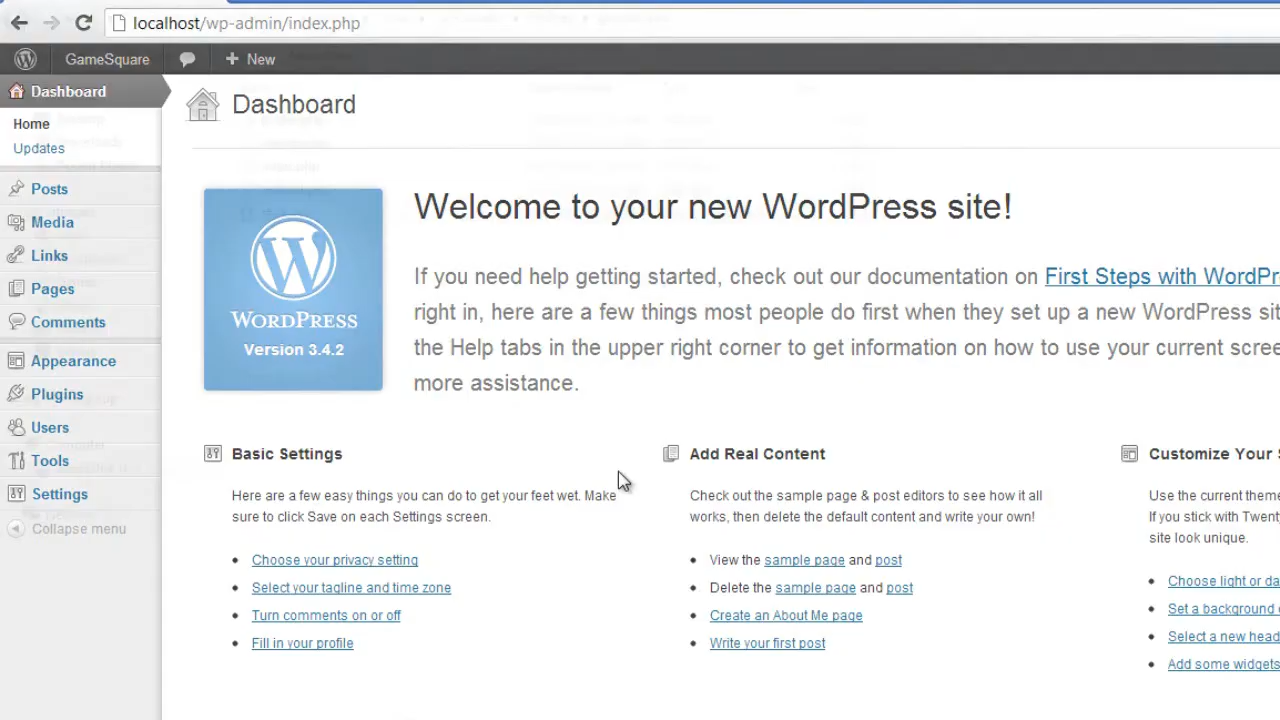 localhost/wp-admin/index.php
GameSquare
+ New
Dashboard
Home
Updates
Posts
Media
Links
Pages
Comments
Appearance
Plugins
Users
Tools
Settings
Collapse menu
Dashboard
WORDPRESS
Version 3.4.2
Welcome to your new WordPress site!
If you need help getting started, check out our documentation on First Steps with WordPr
right in, here are a few things most people do first when they set up a new WordPress sit
the Help tabs in the upper right corner to get information on how to use your current scree
more assistance.
Basic Settings
Here are a few easy things you can do to get your feet wet. Make
sure to click Save on each Settings screen.
Choose your privacy setting
Select your tagline and time zone
Turn comments on or off
Fill in your profile
Add Real Content
Check out the sample page & post editors to see how it all
works, then delete the default content and write your own!
View the sample page and post
Delete the sample page and post
Create an About Me page
Write your first post
Customize Your S
Use the current theme
If you stick with Twenty
site look unique.
Choose light or da
Set a background c
Select a new head
Add some widgets